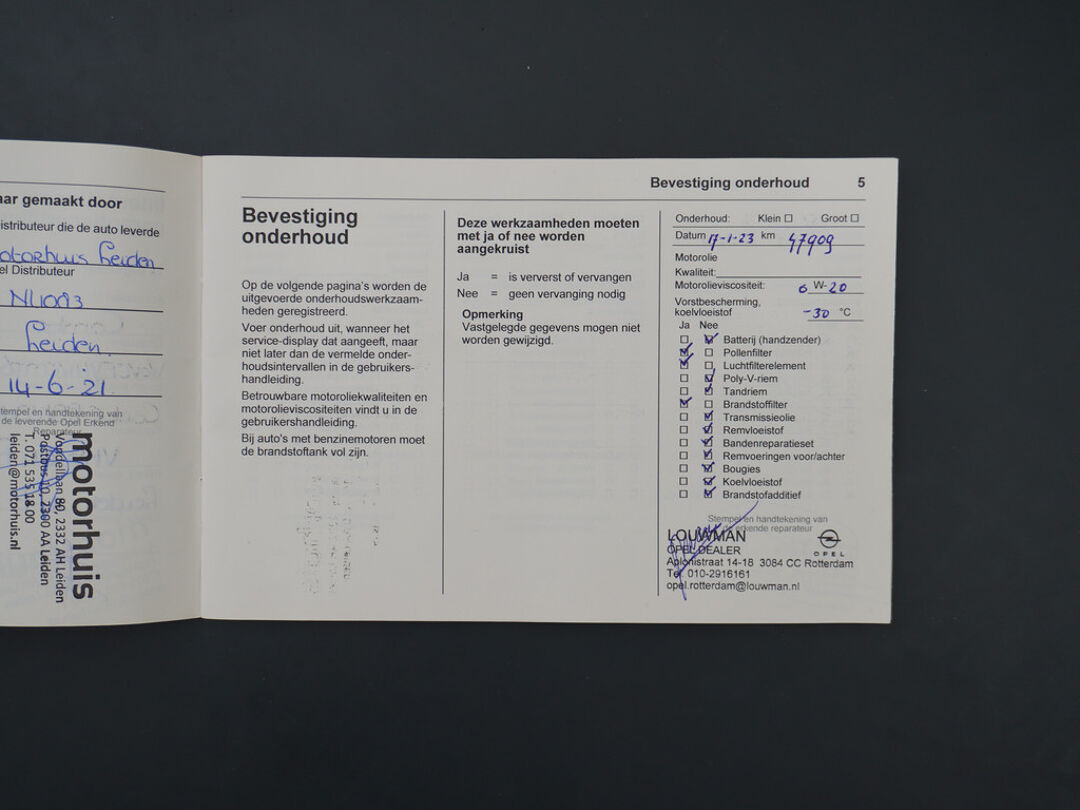 aar gemaakt door
istributeur die de auto leverde
otorhuis Leiden
el Distributeur
NL1083
Leiden
14-6-21
Stempel en handtekening van
de leverende Opel Erkend
Reparateur
motorhuis
Vondellaan 80, 2332 AH Leiden
Postbus 10, 2300 AA Leiden
T. 071 535 18 00
leiden@motorhuis.nl
Bevestiging onderhoud 5
Bevestiging
onderhoud
Op de volgende pagina's worden de
uitgevoerde onderhoudswerkzaam-
heden geregistreerd.
Voer onderhoud uit, wanneer het
service-display dat aangeeft, maar
niet later dan de vermelde onder-
houdsintervallen in de gebruikers-
handleiding.
Betrouwbare motoroliekwaliteiten en
motorolieviscositeiten vindt u in de
gebruikershandleiding.
Bij auto's met benzinemotoren moet
de brandstoftank vol zijn.
Deze werkzaamheden moeten
met ja of nee worden
aangekruist
Ja = is ververst of vervangen
Nee = geen vervanging nodig
Opmerking
Vastgelegde gegevens mogen niet
worden gewijzigd.
Onderhoud: Klein ☐ Groot ☐
Datum 17-1-23 km 47909
Motorolie
Kwaliteit:
Motorolieviscositeit: 0 W-20
Vorstbescherming,
koelvloeistof -30 °C
Ja Nee
Batterij (handzender)
Pollenfilter
Luchtfilterelement
Poly-V-riem
Tandriem
Brandstoffilter
Transmissieolie
Remvloeistof
Bandenreparatieset
Remvoeringen voor/achter
Bougies
Koelvloeistof
Brandstofadditief
Stempel en handtekening van
de erkende reparateur
LOUWMAN
OPEL DEALER
OPEL
Aplonistraat 14-18 3084 CC Rotterdam
Tel. 010-2916161
opel.rotterdam@louwman.nl